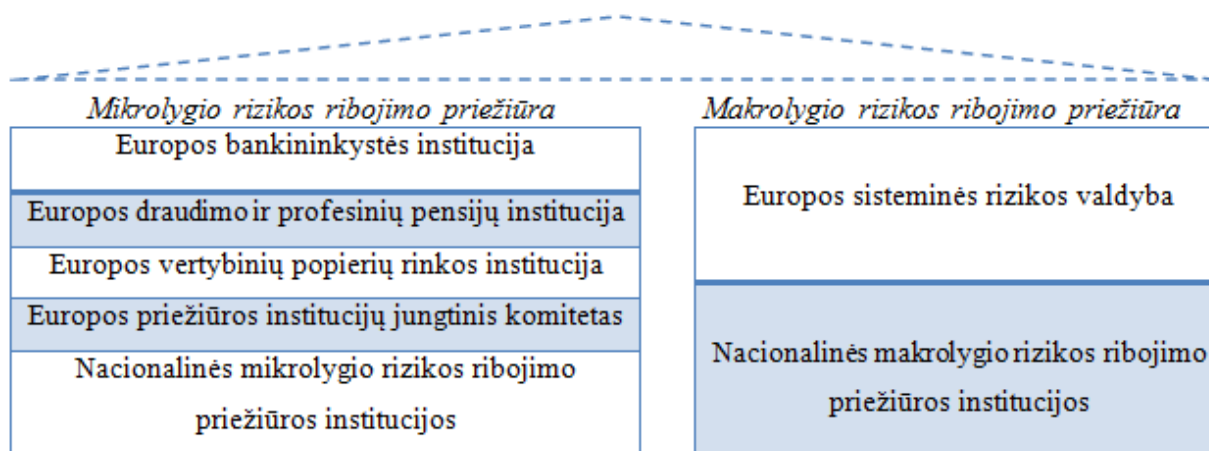 Mikrolygio rizikos ribojimo priežiūra
Europos bankininkystės institucija
Europos draudimo ir profesinių pensijų institucija
Europos vertybinių popierių rinkos institucija
Europos priežiūros institucijų jungtinis komitetas
Nacionalinės mikrolygio rizikos ribojimo
priežiūros institucijos
Makrolygio rizikos ribojimo priežiūra
Europos sisteminės rizikos valdyba
Nacionalinės makrolygio rizikos ribojimo
priežiūros institucijos